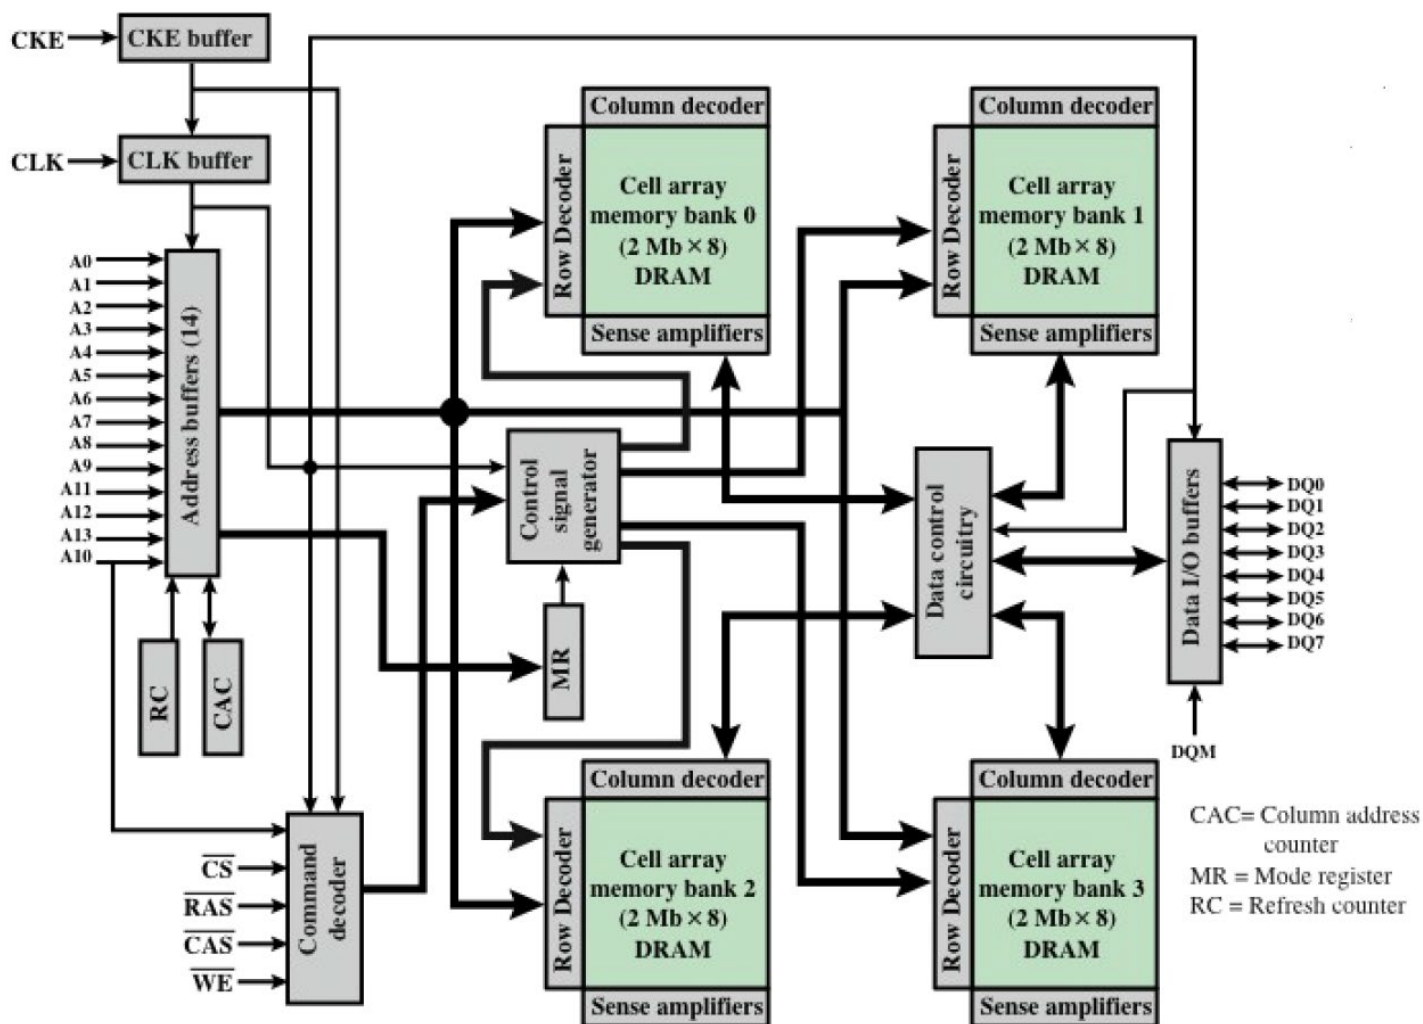 CKE
CKE buffer
CLK
CLK buffer
A0
A1
A2
A3
A4
A5
A6
A7
A8
A9
A11
A12
A13
A10
Address buffers (14)
RC
CAC
Column decoder
Row Decoder
Cell array
memory bank 0
(2 Mb × 8)
DRAM
Sense amplifiers
Column decoder
Row Decoder
Cell array
memory bank 1
(2 Mb × 8)
DRAM
Sense amplifiers
Control
signal
generator
MR
Data control
circuitry
Data I/O buffers
DQ0
DQ1
DQ2
DQ3
DQ4
DQ5
DQ6
DQ7
DQM
C̅S̅
R̅A̅S̅
C̅A̅S̅
W̅E̅
Command
decoder
Column decoder
Row Decoder
Cell array
memory bank 2
(2 Mb × 8)
DRAM
Sense amplifiers
Column decoder
Row Decoder
Cell array
memory bank 3
(2 Mb × 8)
DRAM
Sense amplifiers
CAC= Column address
counter
MR = Mode register
RC = Refresh counter